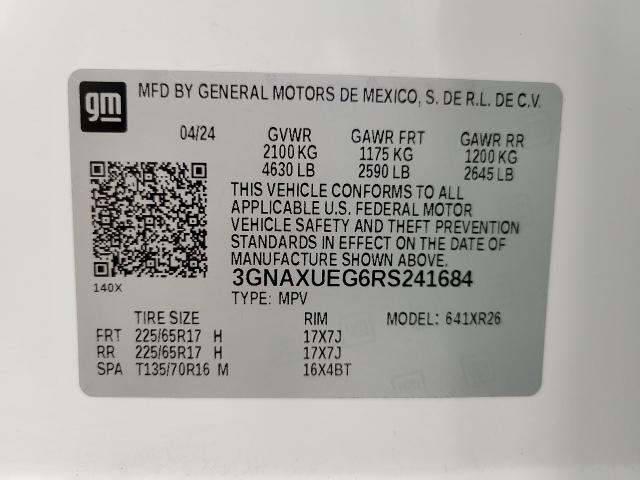 gm
MFD BY GENERAL MOTORS DE MEXICO, S. DE R.L. DE C.V.
04/24 GVWR GAWR FRT GAWR RR
2100 KG 1175 KG 1200 KG
4630 LB 2590 LB 2645 LB
THIS VEHICLE CONFORMS TO ALL
APPLICABLE U.S. FEDERAL MOTOR
VEHICLE SAFETY AND THEFT PREVENTION
STANDARDS IN EFFECT ON THE DATE OF
MANUFACTURE SHOWN ABOVE.
3GNAXUEG6RS241684
140X
TYPE: MPV
TIRE SIZE RIM MODEL: 641XR26
FRT 225/65R17 H 17X7J
RR 225/65R17 H 17X7J
SPA T135/70R16 M 16X4BT